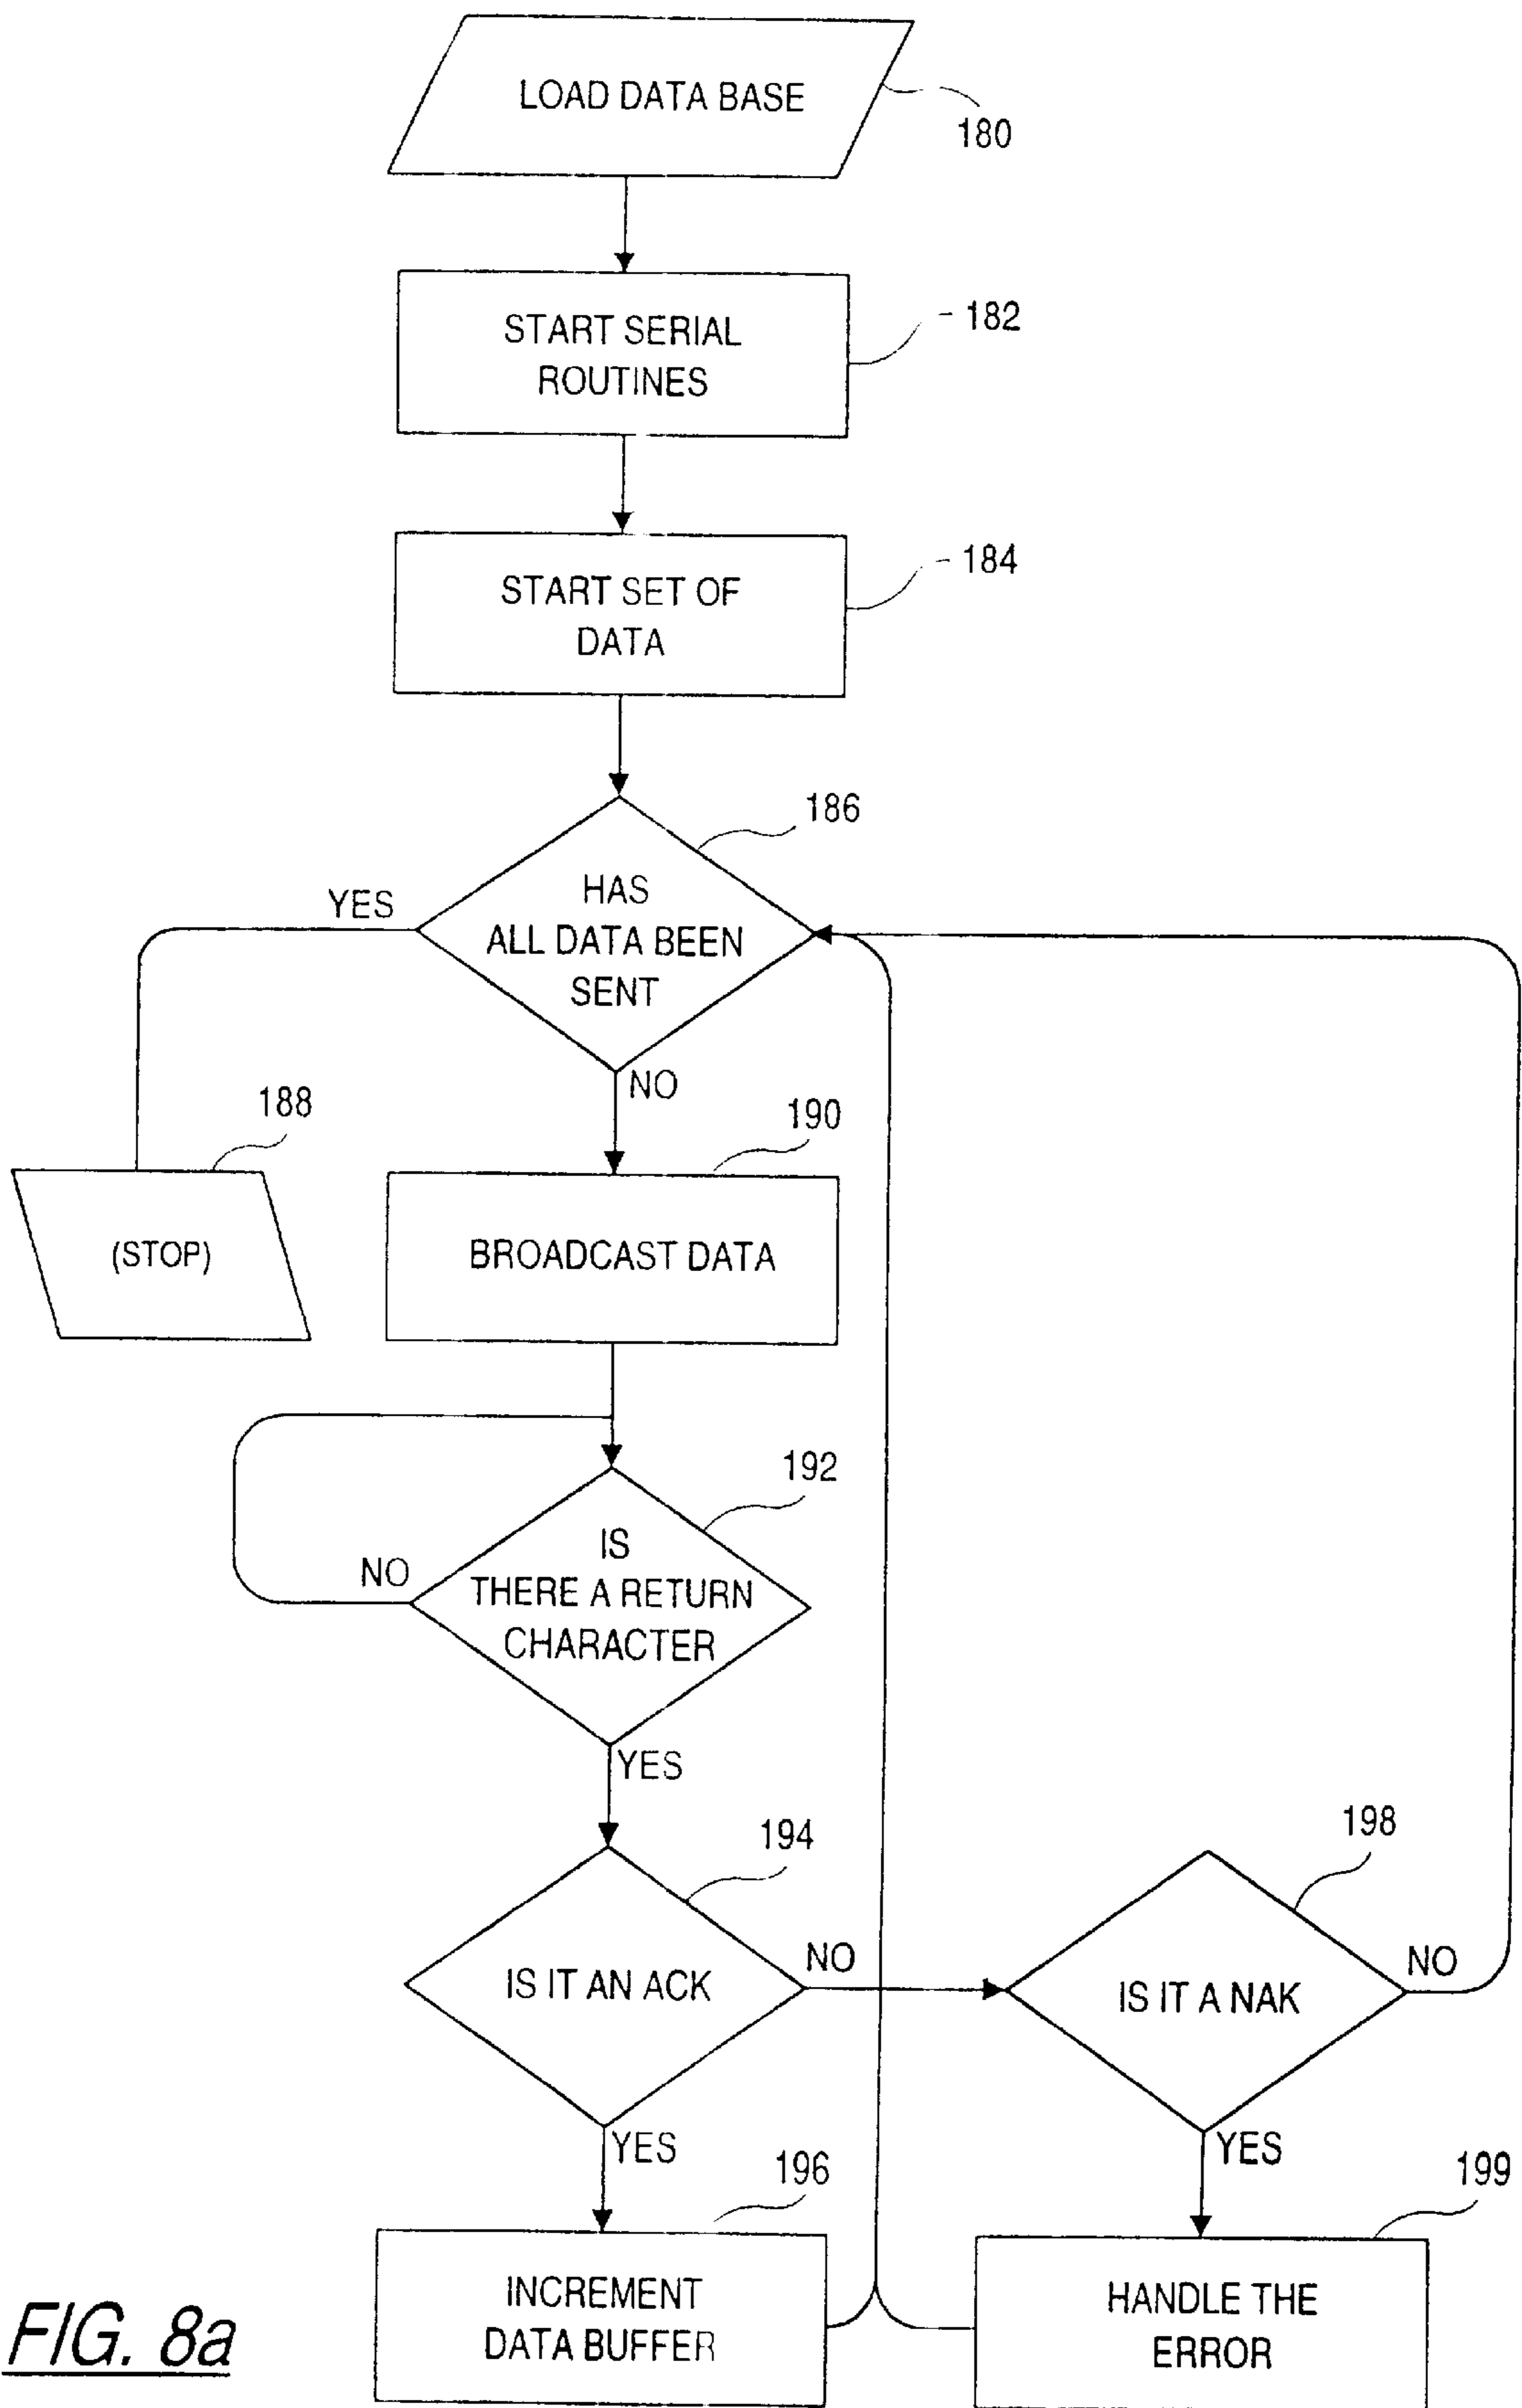 LOAD DATA BASE
180
START SERIAL
ROUTINES
182
START SET OF
DATA
184
186
HAS
ALL DATA BEEN
SENT
YES
NO
188
(STOP)
190
BROADCAST DATA
192
IS
THERE A RETURN
CHARACTER
NO
YES
194
IS IT AN ACK
NO
YES
198
IS IT A NAK
NO
YES
196
INCREMENT
DATA BUFFER
199
HANDLE THE
ERROR
FIG. 8a